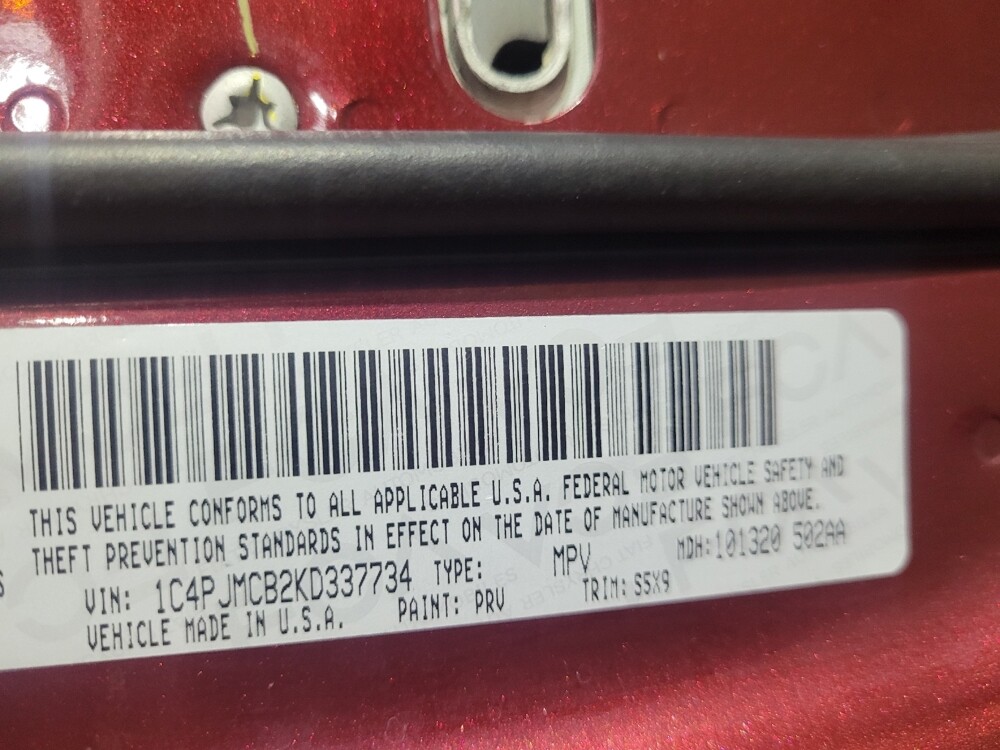 THIS VEHICLE CONFORMS TO ALL APPLICABLE U.S.A. FEDERAL MOTOR VEHICLE SAFETY AND
THEFT PREVENTION STANDARDS IN EFFECT ON THE DATE OF MANUFACTURE SHOWN ABOVE.
VIN: 1C4PJMCB2KD337734 TYPE: MPV MDH:101320 502AA
VEHICLE MADE IN U.S.A. PAINT: PRV TRIM: S5X9